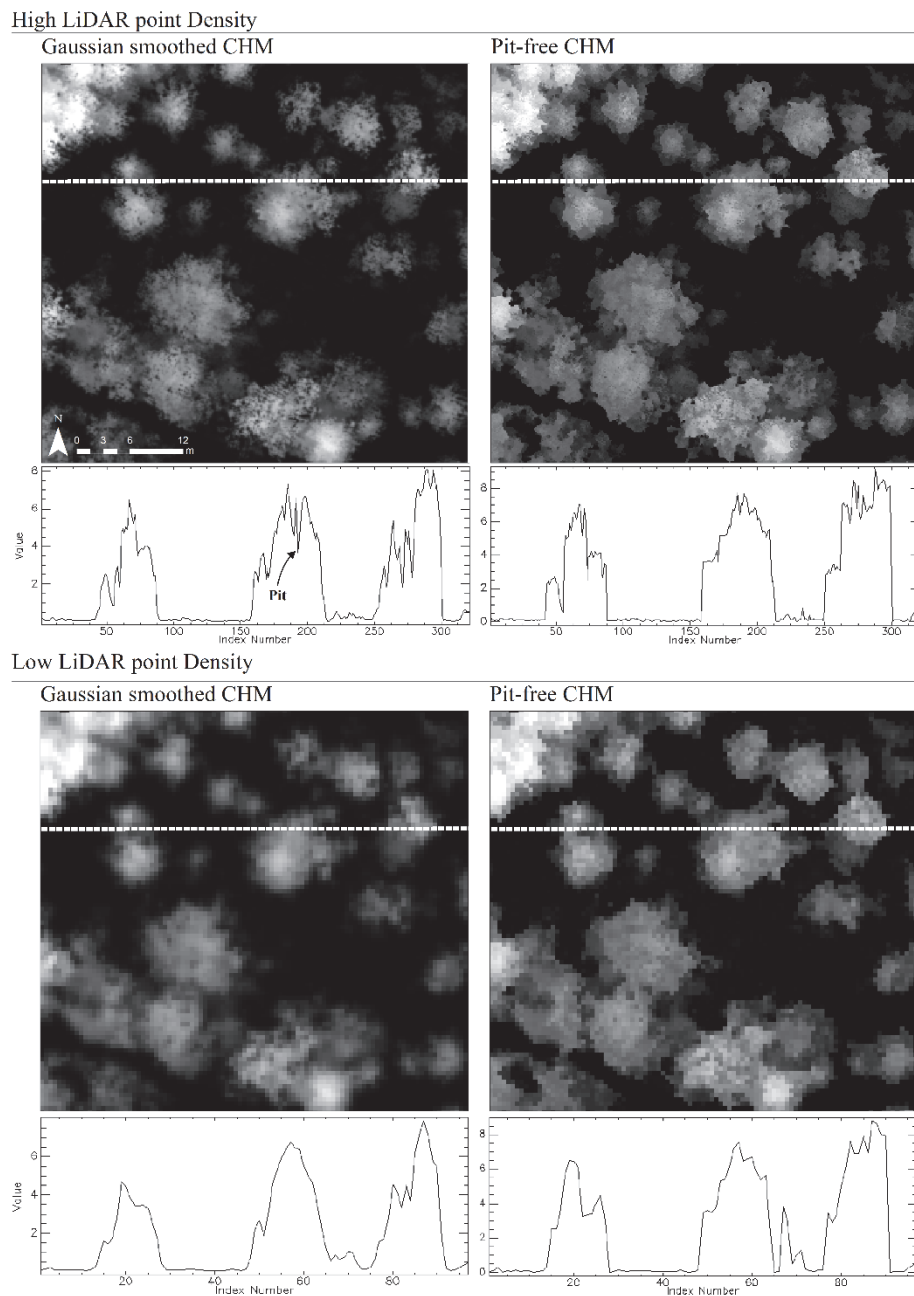 High LiDAR point Density
Gaussian smoothed CHM
Pit-free CHM
N
0 3 6 12
m
8
6
4
2
Value
Pit
50 100 150 200 250 300
Index Number
8
6
4
2
0
50 100 150 200 250 300
Index Number
Low LiDAR point Density
Gaussian smoothed CHM
Pit-free CHM
6
4
2
Value
20 40 60 80
Index Number
8
6
4
2
0
20 40 60 80
Index Number